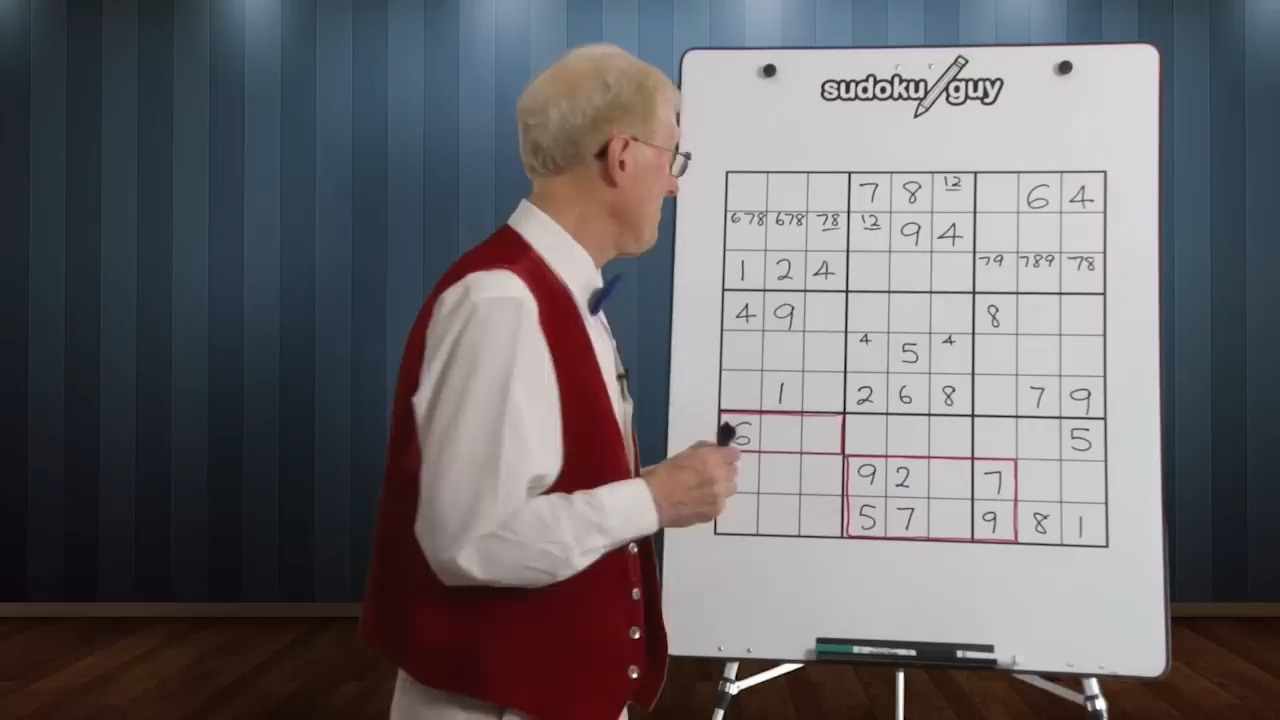 sudoku guy
7 8 12 6 4
678 678 78 12 9 4
1 2 4 79 789 78
4 9 8
4 5 4
1 2 6 8 7 9
6 5
9 2 7
5 7 9 8 1